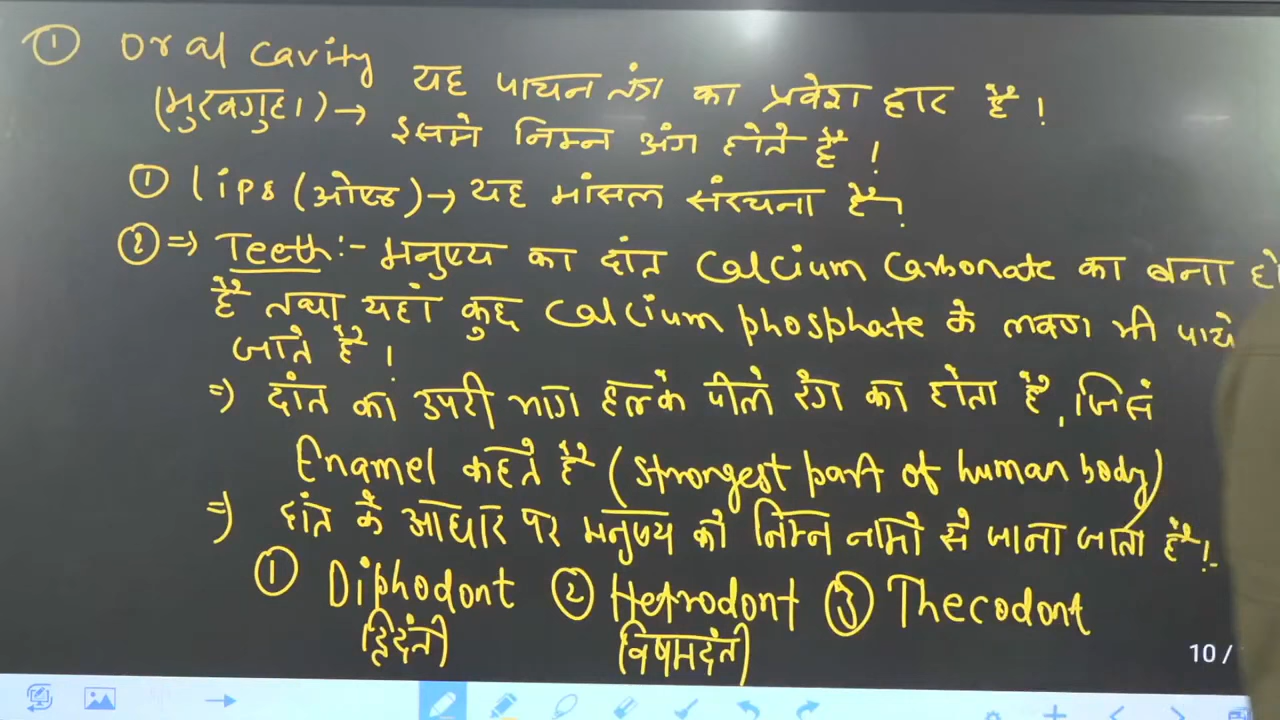 ① Oral Cavity यह पाचन तंत्र का प्रवेश द्वार है !
(मुखगुहा) → इसमे निम्न अंग होते है !
① Lips (ओष्ठ) → यह मांसल संरचना है !
② ⇒ Teeth :- मनुष्य का दांत Calcium Carbonate का बना हो
है तथा यहां कुछ Calcium phosphate के लवण भी पाये
जाते है !
⇒ दांत का उपरी भाग हलके पीले रंग का होता है, जिसे
Enamel कहते है (strongest part of human body)
⇒ दांत के आधार पर मनुष्य को निम्न नामो से जाना जाता है !
① Diphodont ② Hetrodont ③ Thecodont
(द्विदंती) (विषमदंती)
10 /